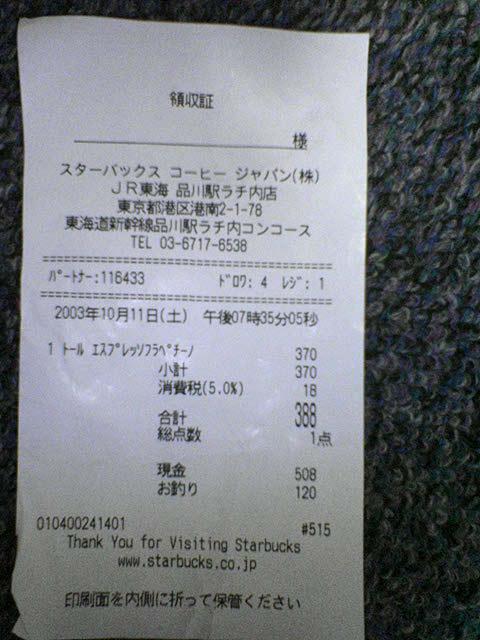 領収証
様
スターバックス コーヒー ジャパン(株)
JR東海 品川駅ラチ内店
東京都港区港南2-1-78
東海道新幹線品川駅ラチ内コンコース
TEL 03-6717-6538
==============================
ﾊﾟｰﾄﾅｰ:116433 ﾄﾞﾛﾜ: 4 ﾚｼﾞ: 1
==============================
2003年10月11日(土) 午後07時35分05秒
1 ﾄｰﾙ ｴｽﾌﾟﾚｯｿﾌﾗﾍﾟﾁｰﾉ 370
小計 370
消費税(5.0%) 18
合計 388
総点数 1点
現金 508
お釣り 120
010400241401 #515
Thank You for Visiting Starbucks
www.starbucks.co.jp
印刷面を内側に折って保管ください